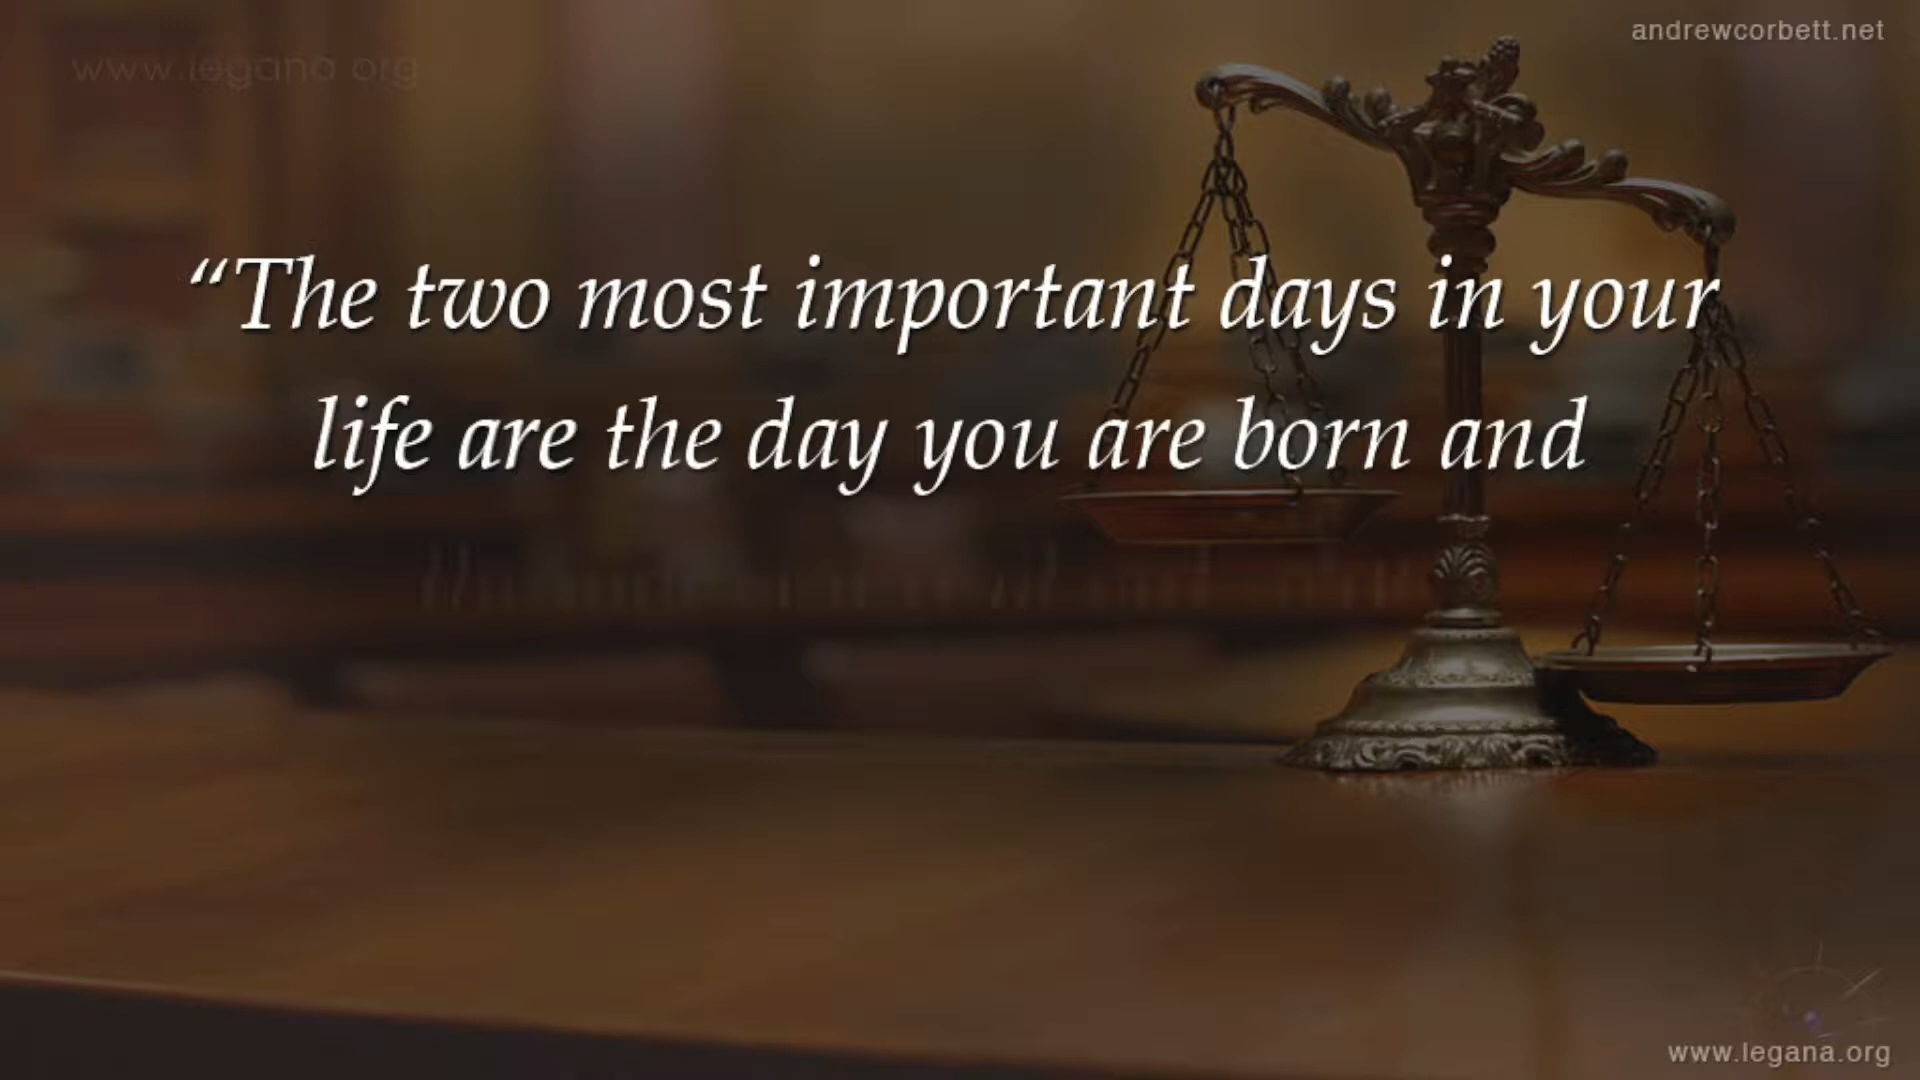 andrewcorbett.net
www.legana.org
“The two most important days in your
life are the day you are born and
www.legana.org